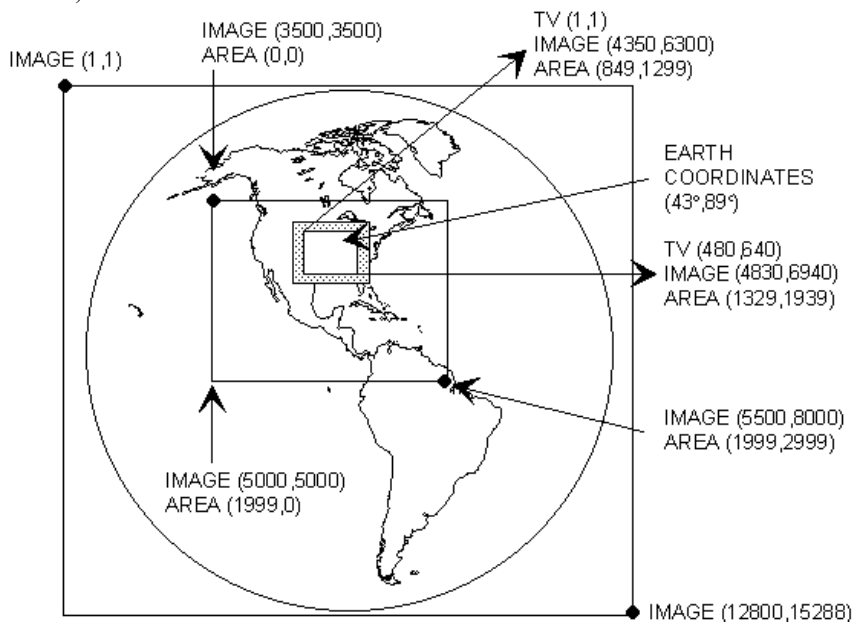 TV (1,1)
IMAGE (3500,3500)
IMAGE (4350,6300)
AREA (0,0)
AREA (849,1299)
IMAGE (1,1)
EARTH
COORDINATES
(43°,89°)
TV (480,640)
IMAGE (4830,6940)
AREA (1329,1939)
IMAGE (5500,8000)
AREA (1999,2999)
IMAGE (5000,5000)
AREA (1999,0)
IMAGE (12800,15288)